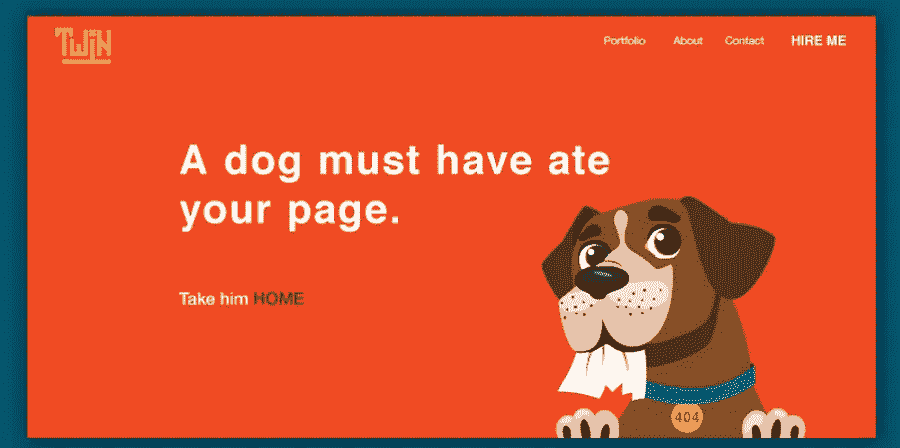 TWIN
Portfolio About Contact HIRE ME
A dog must have ate
your page.
Take him HOME
404